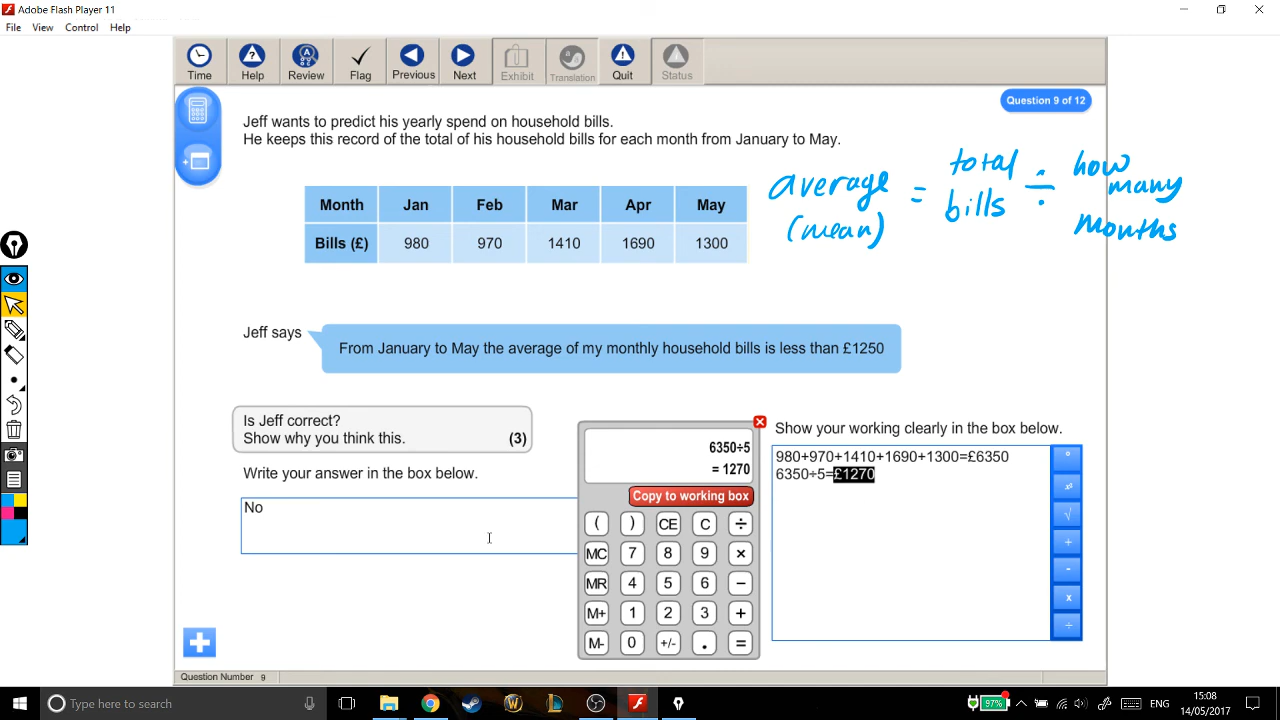 Adobe Flash Player 11
File View Control Help
Time Help Review Flag Previous Next Exhibit Translation Quit Status
Question 9 of 12
Jeff wants to predict his yearly spend on household bills.
He keeps this record of the total of his household bills for each month from January to May.
average = total ÷ how
(mean) bills many
months
Month Jan Feb Mar Apr May
Bills (£) 980 970 1410 1690 1300
Jeff says
From January to May the average of my monthly household bills is less than £1250
Is Jeff correct?
Show why you think this. (3)
Write your answer in the box below.
No
6350÷5
= 1270
Copy to working box
( ) CE C ÷
MC 7 8 9 ×
MR 4 5 6 −
M+ 1 2 3 +
M- 0 +/- . =
Show your working clearly in the box below.
980+970+1410+1690+1300=£6350
6350÷5=£1270
°
x²
√
+
-
x
÷
Question Number 9
Type here to search
97%
ENG
15:08
14/05/2017